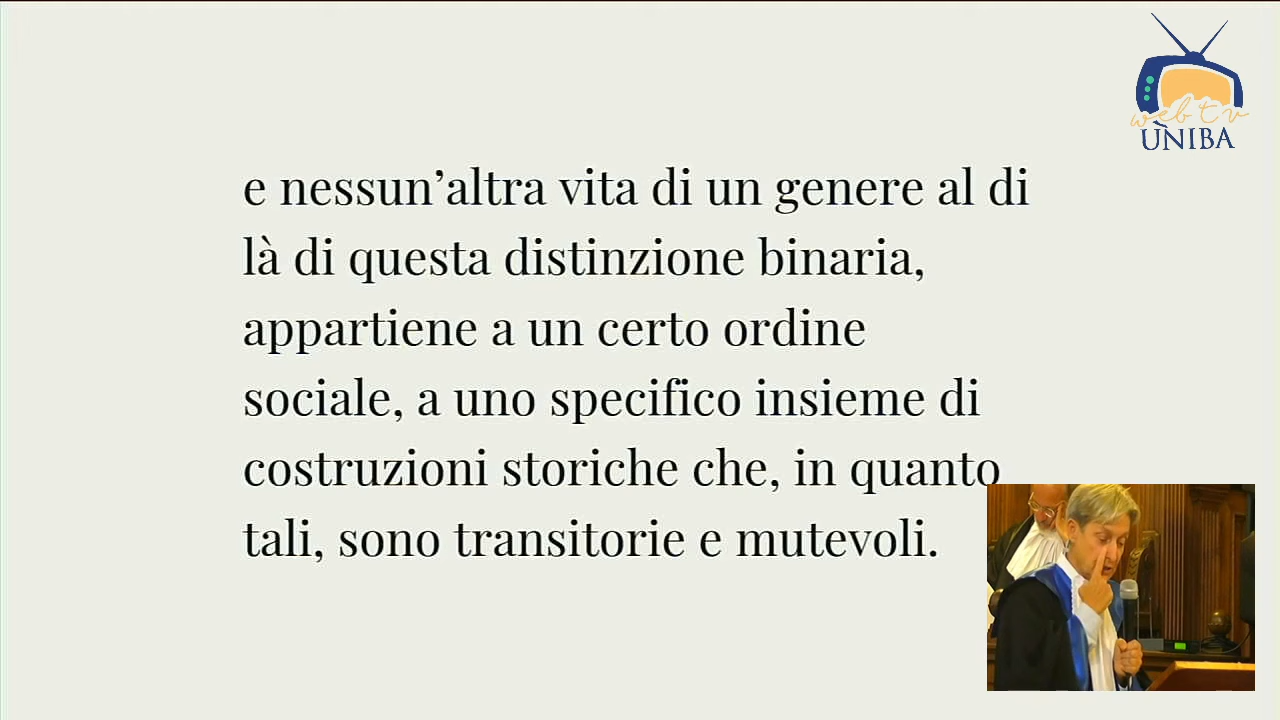 web tv
UNIBA
e nessun’altra vita di un genere al di
là di questa distinzione binaria,
appartiene a un certo ordine
sociale, a uno specifico insieme di
costruzioni storiche che, in quanto
tali, sono transitorie e mutevoli.